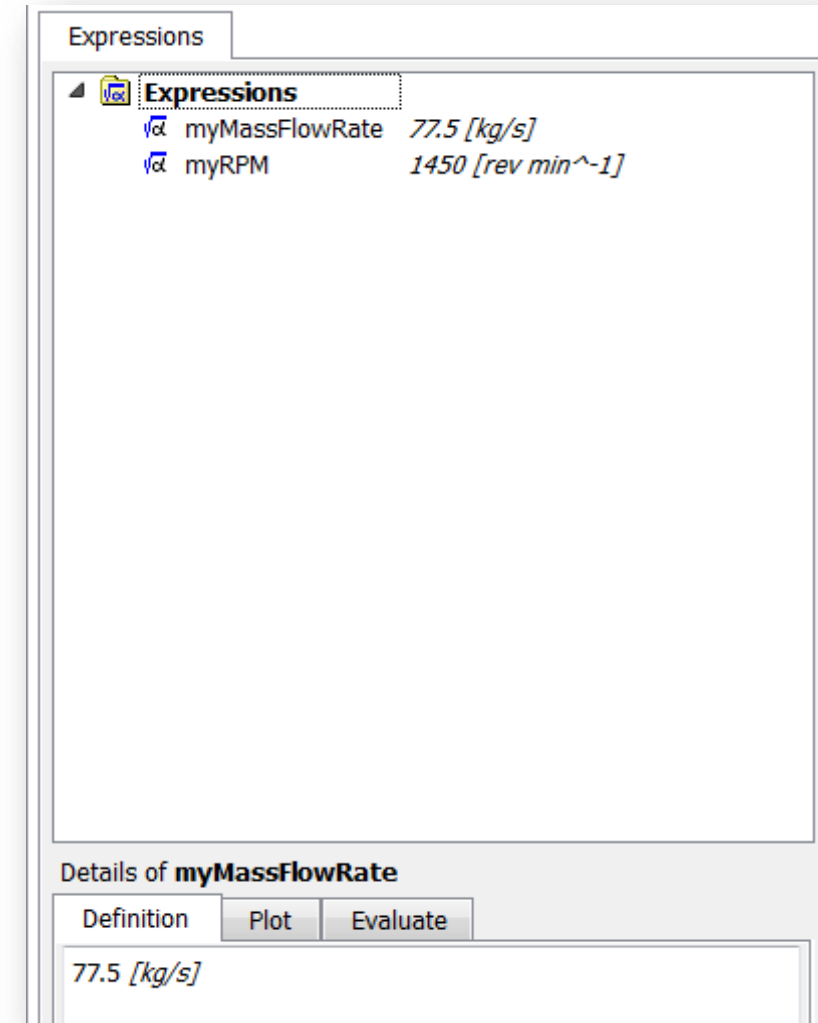 Expressions
Expressions
myMassFlowRate 77.5 [kg/s]
myRPM 1450 [rev min^-1]
Details of myMassFlowRate
Definition Plot Evaluate
77.5 [kg/s]